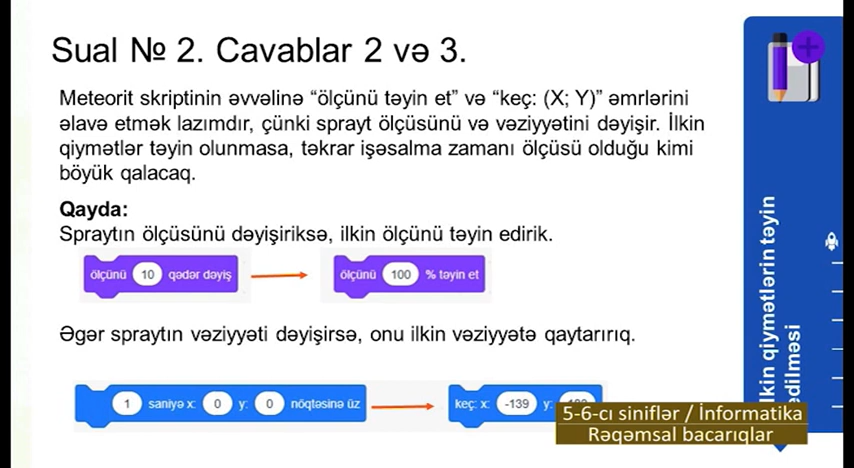 Sual № 2. Cavablar 2 və 3.
Meteorit skriptinin əvvəlinə “ölçünü təyin et” və “keç: (X; Y)” əmrlərini
əlavə etmək lazımdır, çünki sprayt ölçüsünü və vəziyyətini dəyişir. İlkin
qiymətlər təyin olunmasa, təkrar işəsalma zamanı ölçüsü olduğu kimi
böyük qalacaq.
Qayda:
Spraytın ölçüsünü dəyişiriksə, ilkin ölçünü təyin edirik.
ölçünü 10 qədər dəyiş
ölçünü 100 % təyin et
Əgər spraytın vəziyyəti dəyişirsə, onu ilkin vəziyyətə qaytarırıq.
1 saniyə x: 0 y: 0 nöqtəsinə üz
keç: x: -139 y:
5-6-cı siniflər / İnformatika
Rəqəmsal bacarıqlar
qiymətlərin təyin